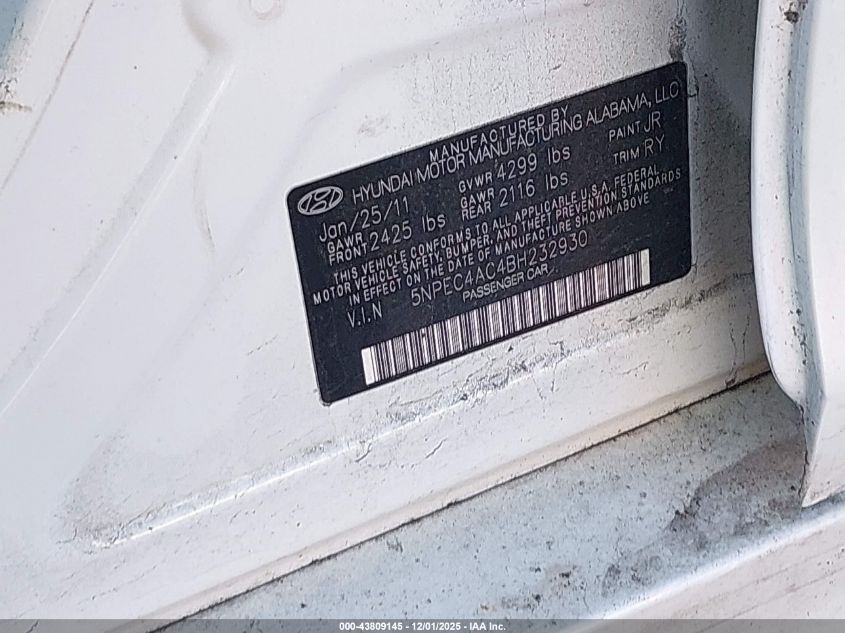 MANUFACTURED BY
HYUNDAI MOTOR MANUFACTURING ALABAMA, LLC
Jan/25/11 GVWR 4299 lbs PAINT JR
GAWR FRONT 2425 lbs GAWR REAR 2116 lbs TRIM RY
THIS VEHICLE CONFORMS TO ALL APPLICABLE U.S.A. FEDERAL
MOTOR VEHICLE SAFETY, BUMPER, AND THEFT PREVENTION STANDARDS
IN EFFECT ON THE DATE OF MANUFACTURE SHOWN ABOVE
V.I.N 5NPEC4AC4BH232930
PASSENGER CAR
000-43809145 - 12/01/2025 - IAA Inc.